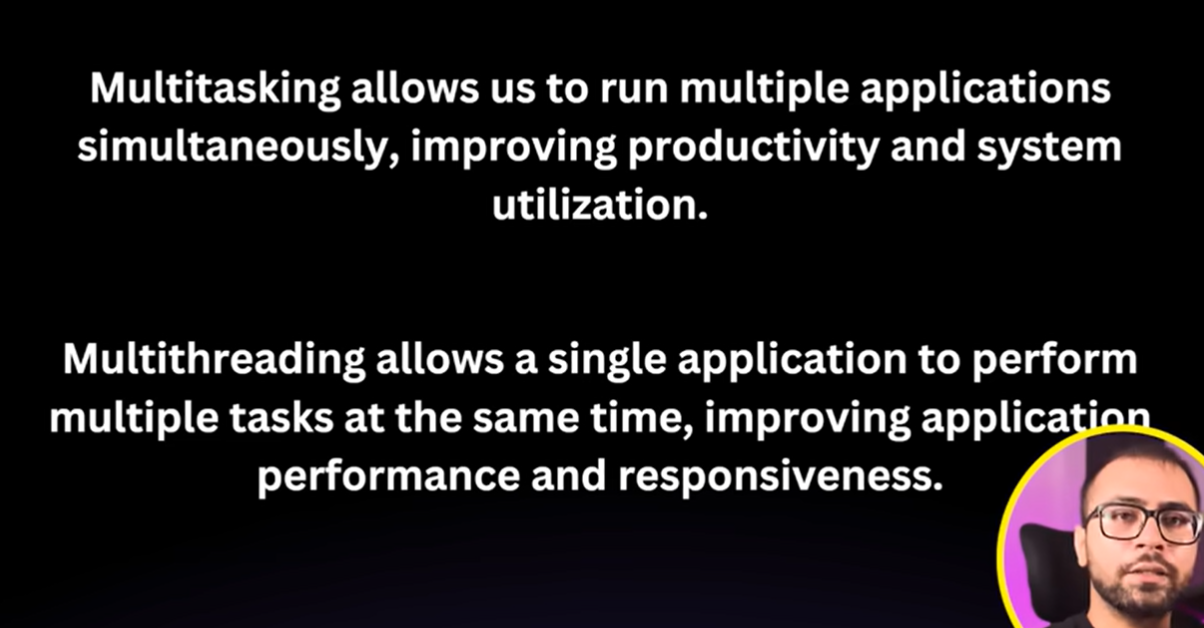 Multitasking allows us to run multiple applications
simultaneously, improving productivity and system
utilization.
Multithreading allows a single application to perform
multiple tasks at the same time, improving application
performance and responsiveness.